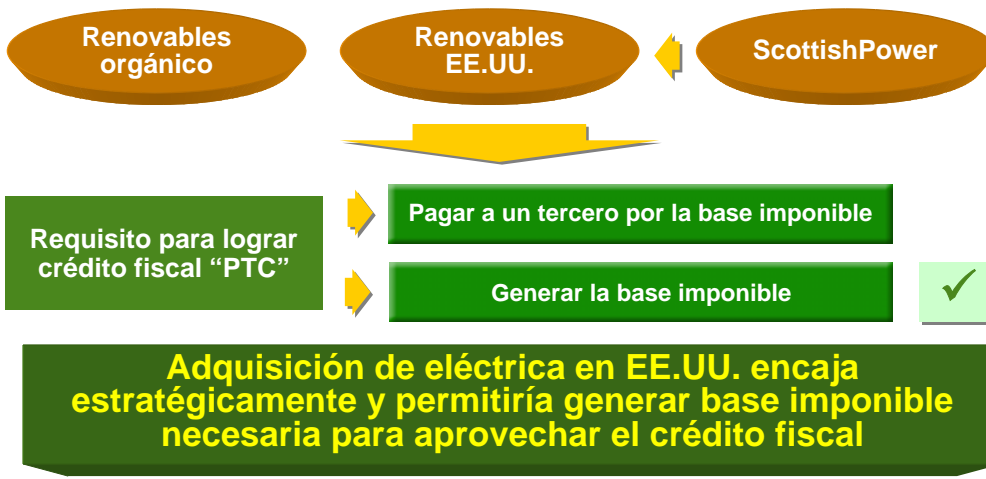 Renovables
orgánico
Renovables
EE.UU.
ScottishPower
Requisito para lograr
crédito fiscal “PTC”
Pagar a un tercero por la base imponible
Generar la base imponible
Adquisición de eléctrica en EE.UU. encaja
estratégicamente y permitiría generar base imponible
necesaria para aprovechar el crédito fiscal